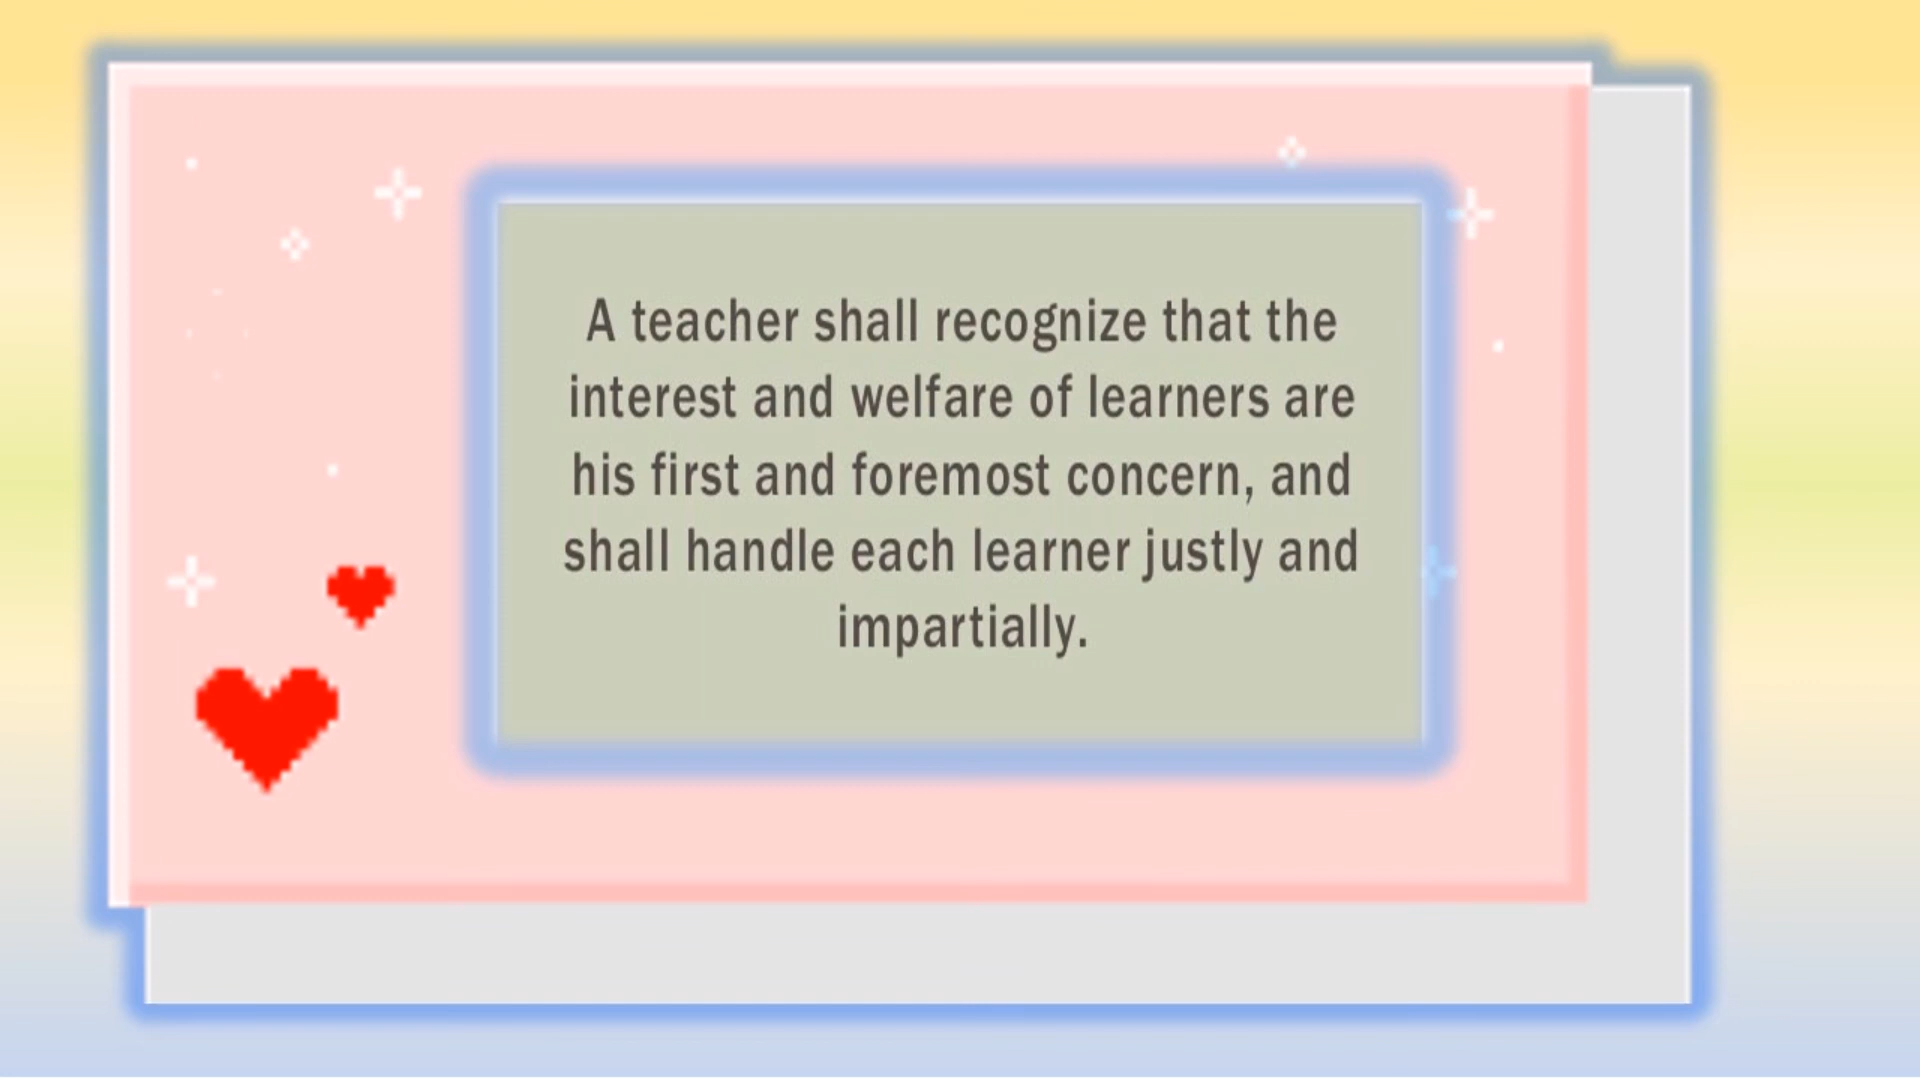 A teacher shall recognize that the
interest and welfare of learners are
his first and foremost concern, and
shall handle each learner justly and
impartially.